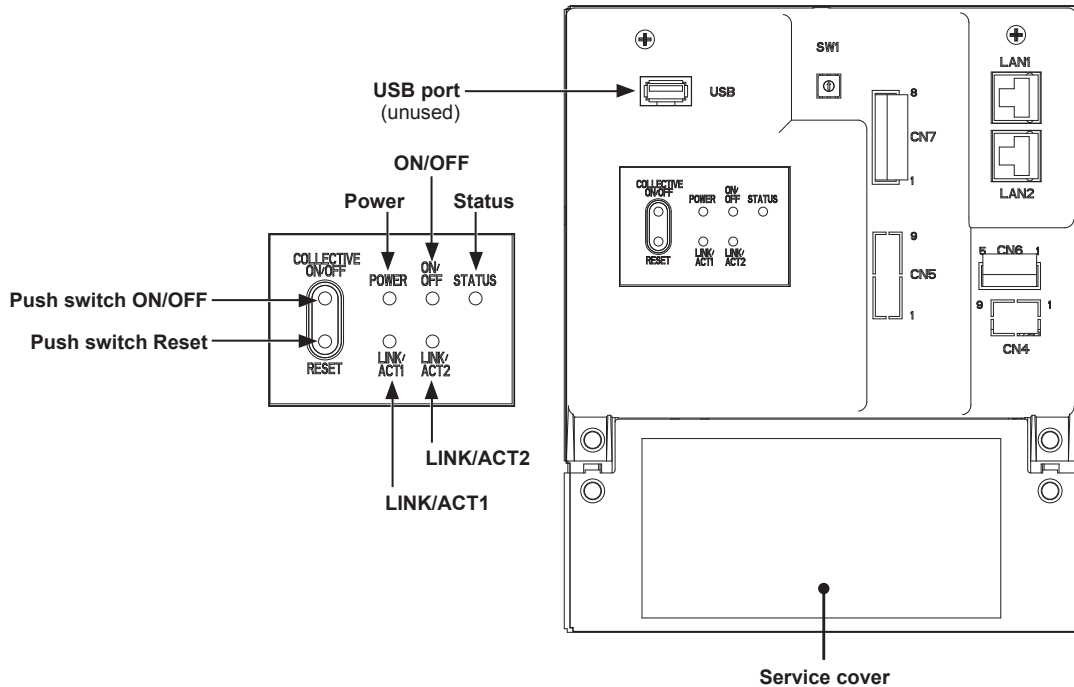 USB port
(unused)
ON/OFF
Power
Status
COLLECTIVE
ON/OFF
POWER
ON/
OFF
STATUS
Push switch ON/OFF
Push switch Reset
RESET
LINK/
ACT1
LINK/
ACT2
LINK/ACT2
LINK/ACT1
SW1
USB
LAN1
LAN2
8
CN7
1
COLLECTIVE
ON/OFF
POWER
ON/
OFF
STATUS
RESET
LINK/
ACT1
LINK/
ACT2
9
CN5
1
5 CN6 1
9 1
CN4
Service cover